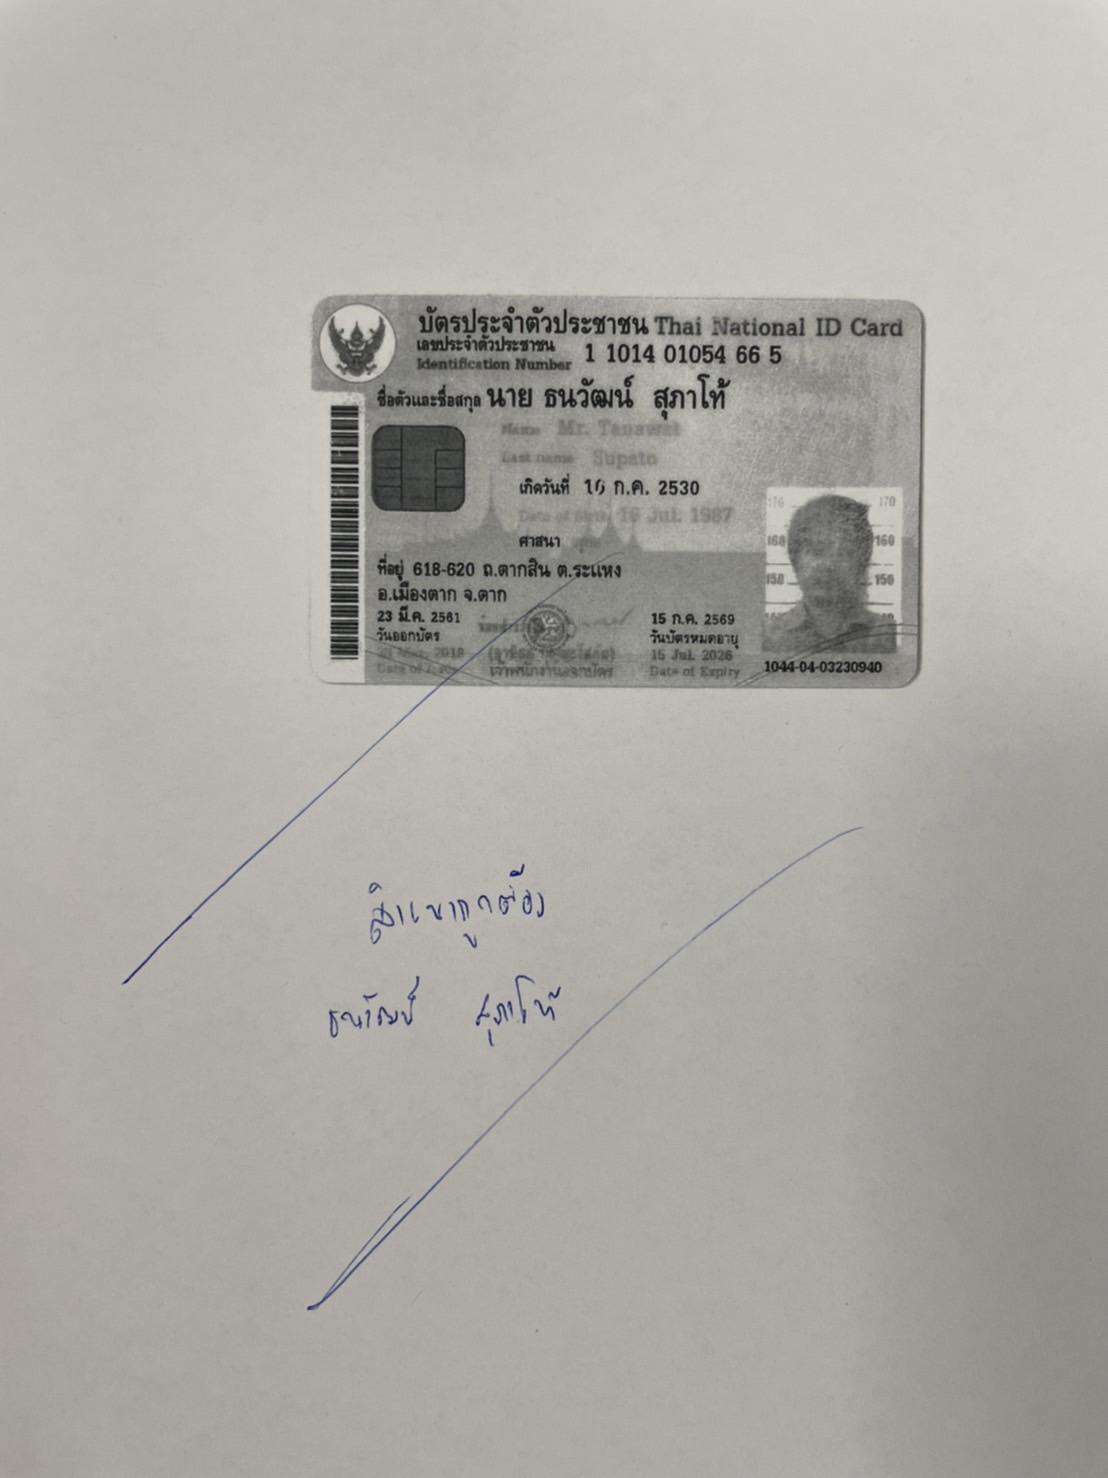 บัตรประจำตัวประชาชน Thai National ID Card
เลขประจำตัวประชาชน
Identification Number
1 1014 01054 66 5
ชื่อตัวและชื่อสกุล นาย ธนวัฒน์ สุภาโท้
Name Mr. Tanawat
Last name Supato
เกิดวันที่ 16 ก.ค. 2530
Date of Birth 16 Jul. 1987
ศาสนา
ที่อยู่ 618-620 ถ.ตากสิน ต.ระแหง
อ.เมืองตาก จ.ตาก
23 มี.ค. 2561
วันออกบัตร
23 Mar. 2018
Date of Issue
เจ้าพนักงานออกบัตร
15 ก.ค. 2569
วันบัตรหมดอายุ
15 Jul. 2026
Date of Expiry
170
160
150
1044-04-03230940
สำเนาถูกต้อง
ธนวัฒน์ สุภาโท้